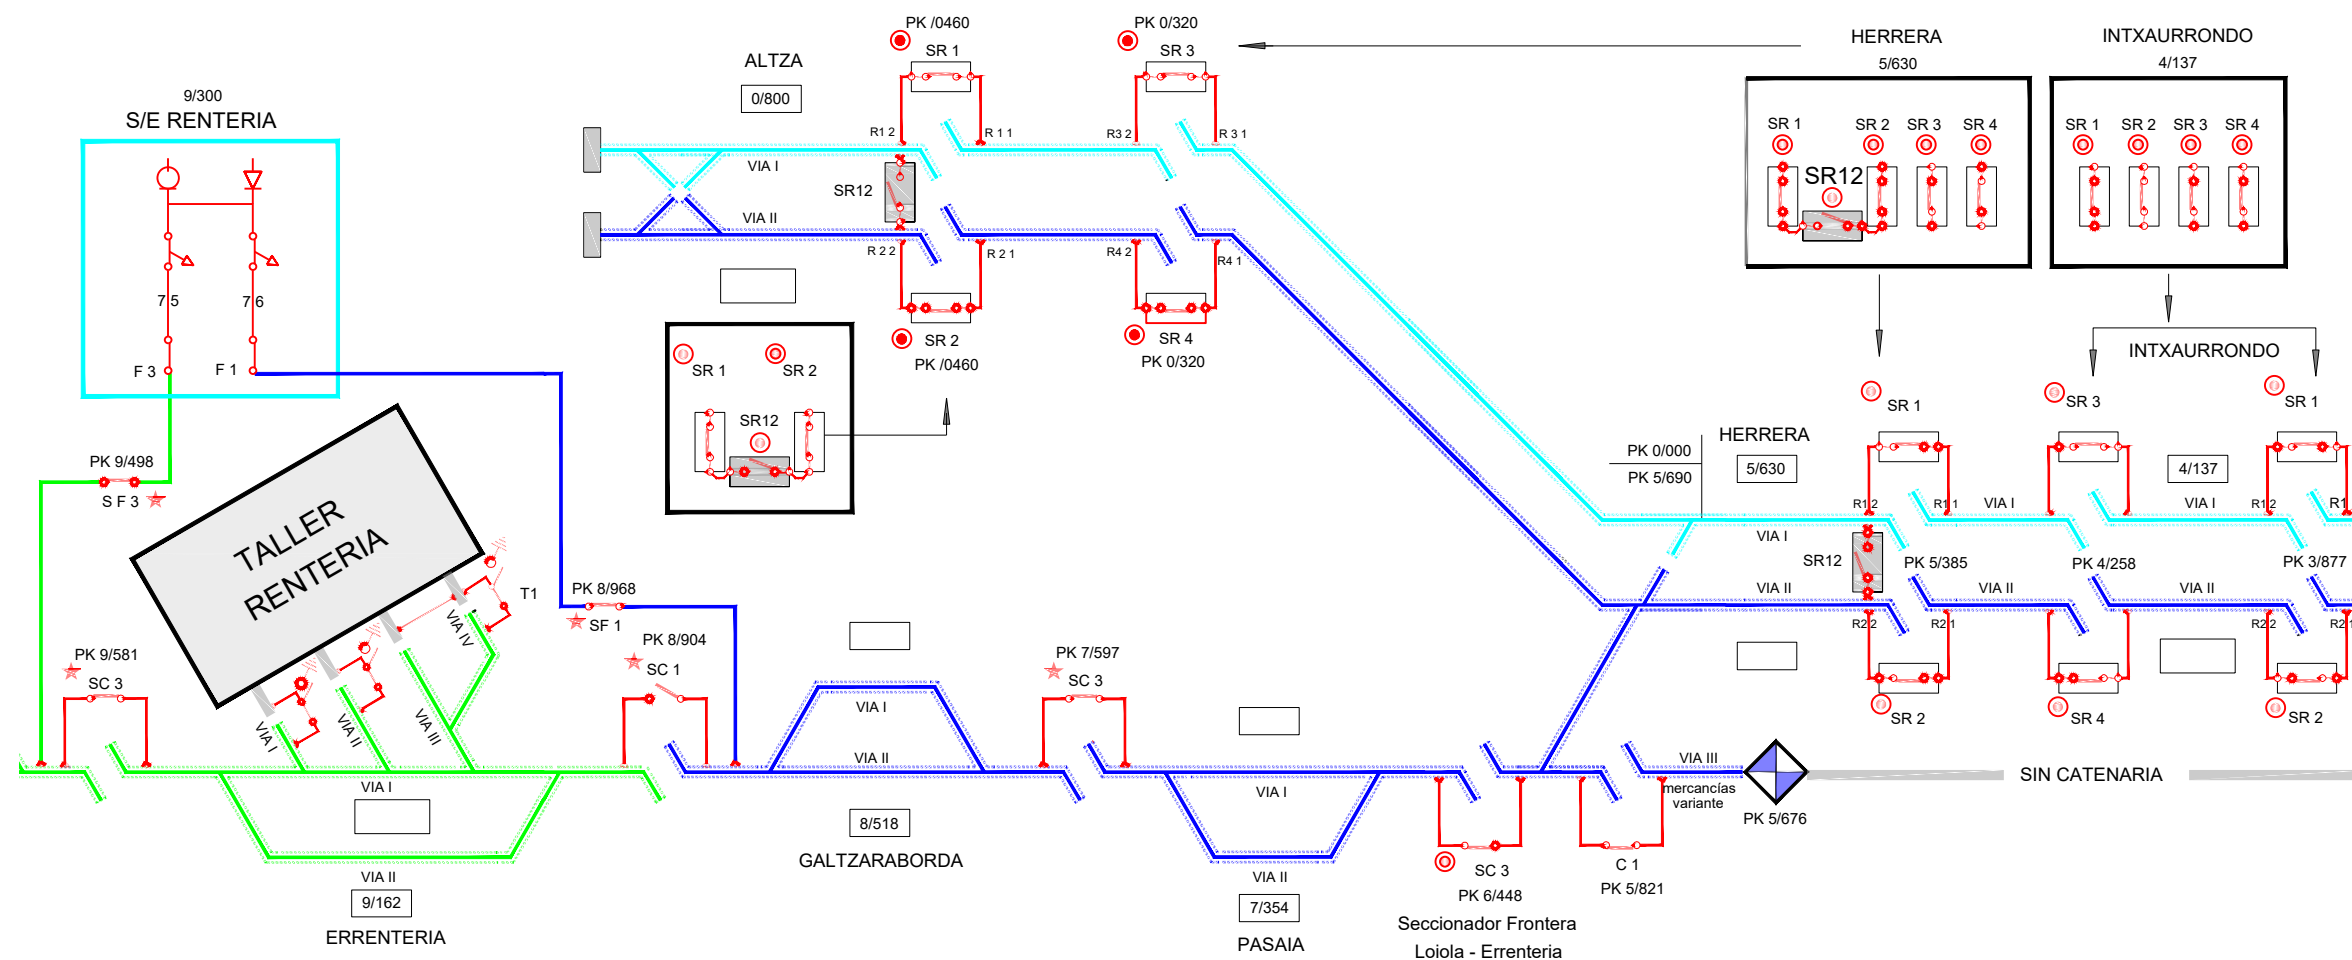 PK /0460
SR 1
PK 0/320
SR 3
ALTZA
0/800
HERRERA
5/630
INTXAURRONDO
4/137
9/300
S/E RENTERIA
SR 1
SR 2
SR 3
SR 4
SR12
SR 1
SR 2
SR 3
SR 4
R1 2
R 1 1
R3 2
R 3 1
VIA I
SR12
VIA II
R 2 2
R 2 1
R4 2
R4 1
7 5
7 6
F 3
F 1
SR 2
PK /0460
SR 4
PK 0/320
SR 1
SR 2
SR12
INTXAURRONDO
SR 1
SR 3
SR 1
HERRERA
5/630
PK 0/000
PK 5/690
4/137
PK 9/498
S F 3
TALLER
RENTERIA
R1 2
R1 1
VIA I
VIA I
R1 2
R1
VIA I
SR12
PK 5/385
PK 4/258
PK 3/877
VIA II
VIA II
VIA II
R2 2
R2 1
R2 2
R2 1
T1
PK 8/968
SF 1
PK 9/581
SC 3
PK 8/904
SC 1
PK 7/597
SC 3
VIA I
VIA II
VIA III
VIA IV
VIA I
VIA II
SR 2
SR 4
SR 2
VIA III
mercancías
variante
PK 5/676
SIN CATENARIA
VIA I
VIA I
8/518
GALTZARABORDA
VIA II
9/162
ERRENTERIA
VIA II
7/354
PASAIA
SC 3
PK 6/448
Seccionador Frontera
Loiola - Errenteria
C 1
PK 5/821